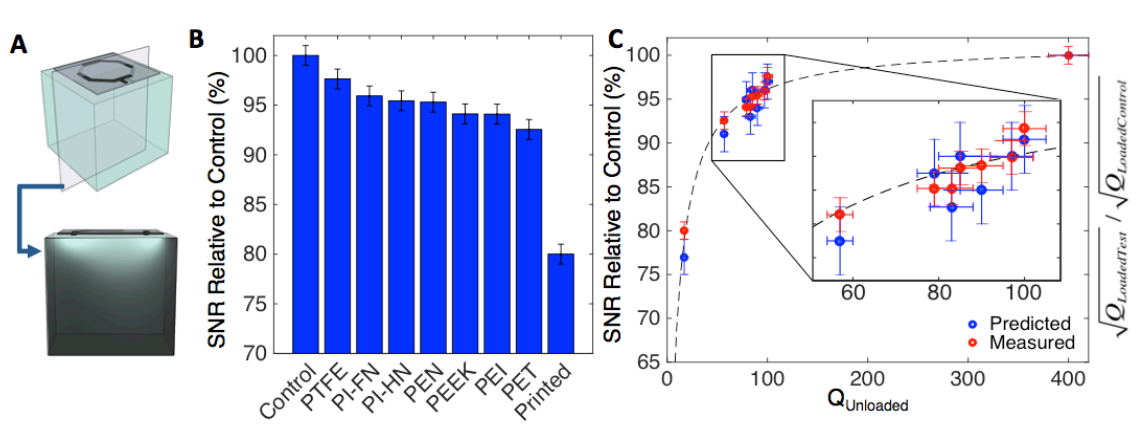 A
B
SNR Relative to Control (%)
100
95
90
85
80
75
70
Control
PTFE
PI-FN
PI-HN
PEN
PEEK
PEI
PET
Printed
C
SNR Relative to Control (%)
100
95
90
85
80
75
70
65
0
100
200
300
400
Q Unloaded
60
80
100
Predicted
Measured
√Q LoadedTest / √Q LoadedControl